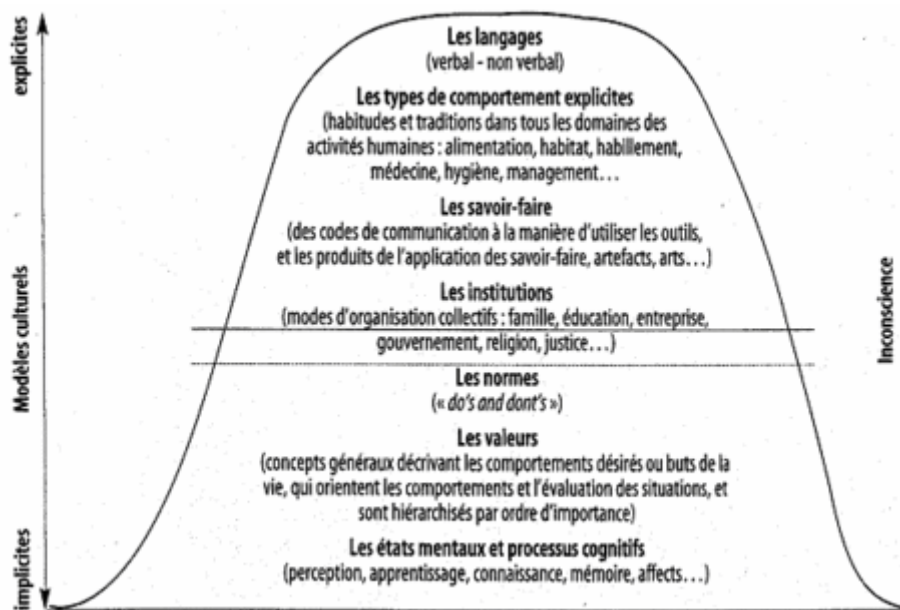 explicites
Modèles culturels
implicites
Les langages
(verbal - non verbal)
Les types de comportement explicites
(habitudes et traditions dans tous les domaines des
activités humaines : alimentation, habitat, habillement,
médecine, hygiène, management…
Les savoir-faire
(des codes de communication à la manière d'utiliser les outils,
et les produits de l'application des savoir-faire, artefacts, arts…)
Les institutions
(modes d'organisation collectifs : famille, éducation, entreprise,
gouvernement, religion, justice…)
Les normes
(« do's and dont's »)
Les valeurs
(concepts généraux décrivant les comportements désirés ou buts de la
vie, qui orientent les comportements et l'évaluation des situations, et
sont hiérarchisés par ordre d'importance)
Les états mentaux et processus cognitifs
(perception, apprentissage, connaissance, mémoire, affects…)
Inconscience